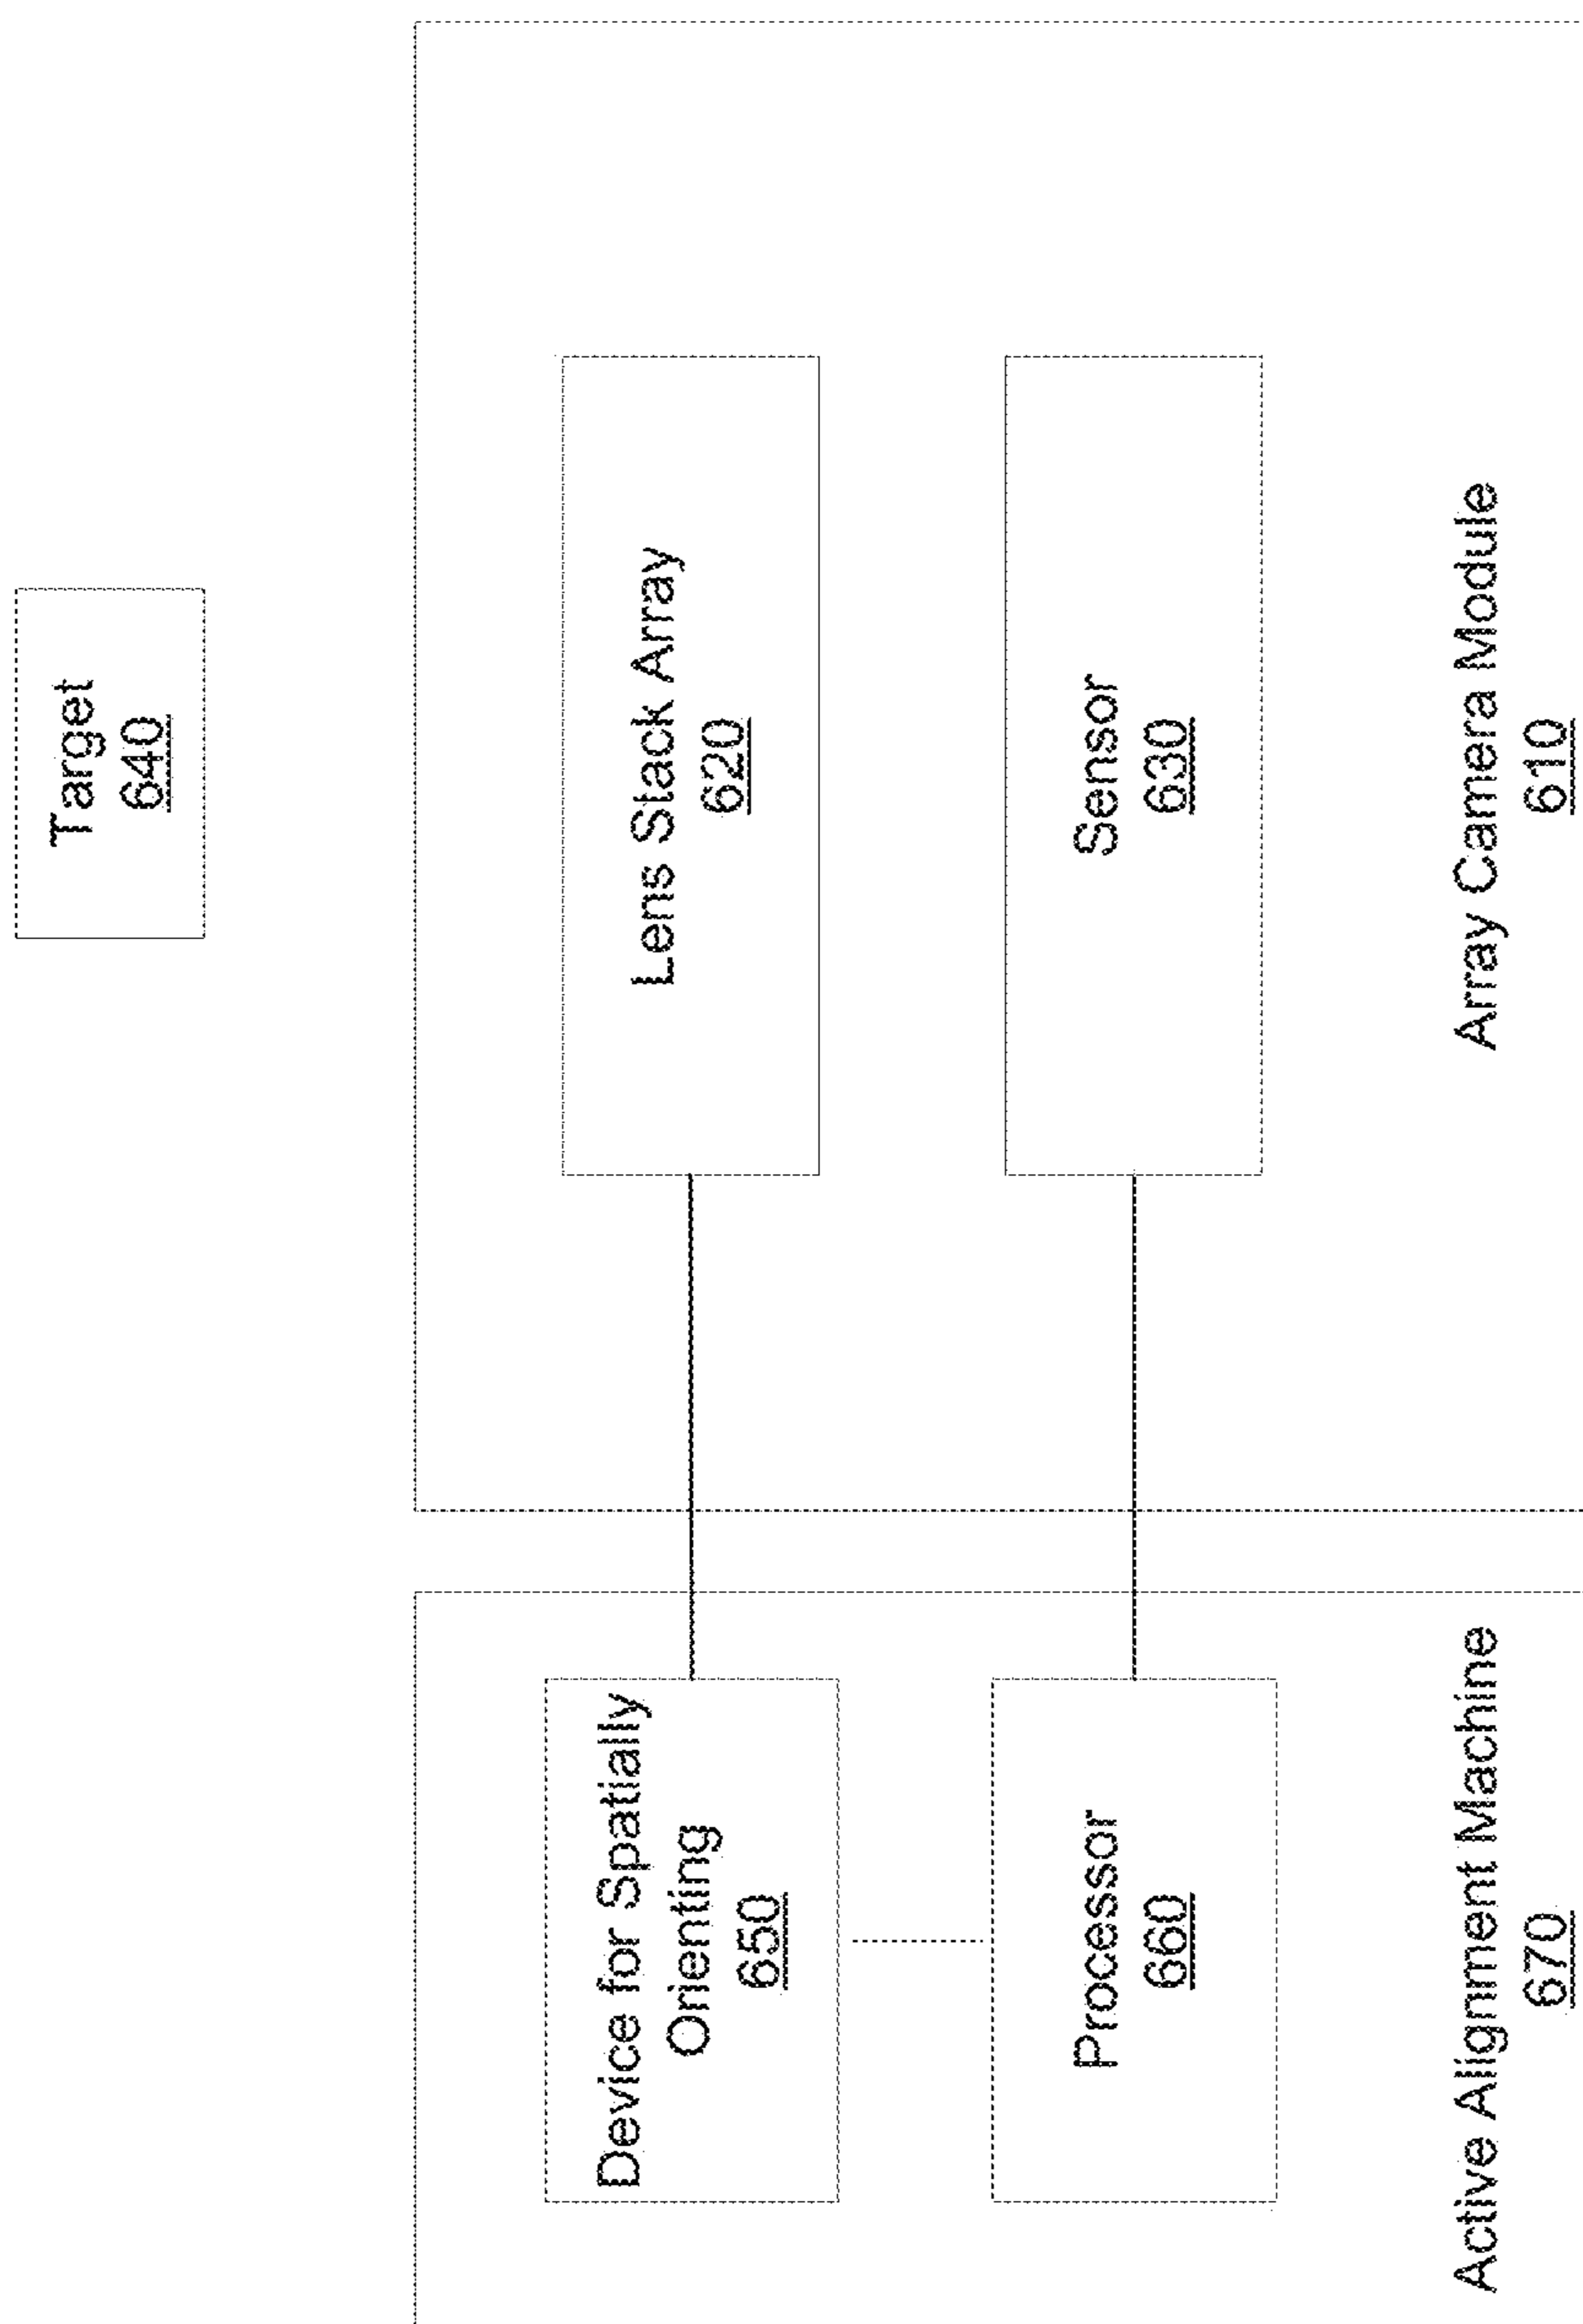 Target
640
Device for Spatially
Orienting
650
Lens Stack Array
620
Processor
660
Sensor
630
Active Alignment Machine
670
Array Camera Module
610